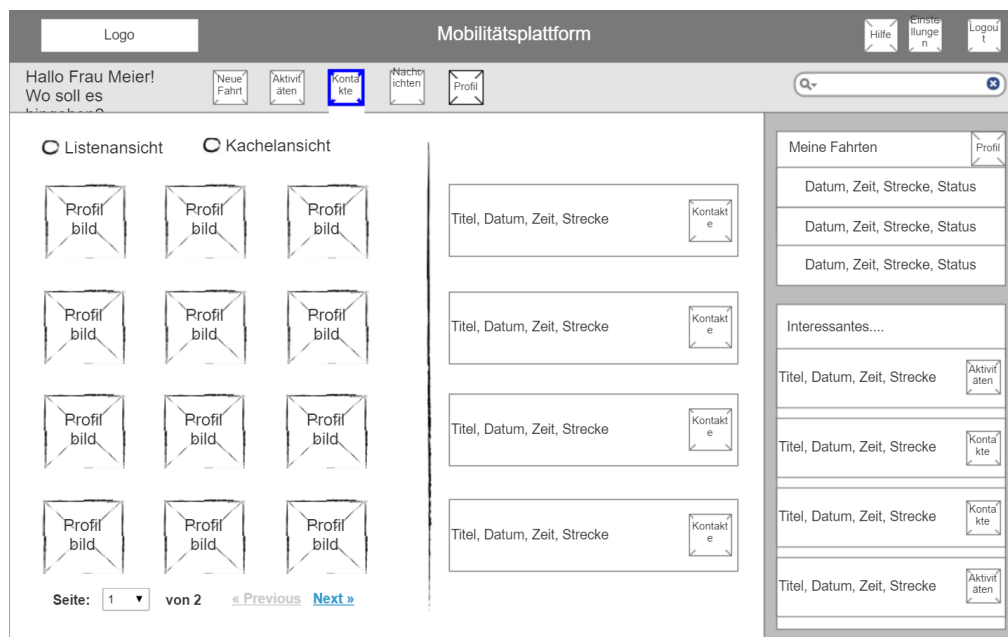 Logo
Mobilitätsplattform
Hilfe
Einste
llunge
n
Logou
t
Hallo Frau Meier!
Wo soll es
hingehen?
Neue
Fahrt
Aktivit
äten
Konta
kte
Nachr
ichten
Profil
Listenansicht
Kachelansicht
Profil
bild
Profil
bild
Profil
bild
Profil
bild
Profil
bild
Profil
bild
Profil
bild
Profil
bild
Profil
bild
Profil
bild
Profil
bild
Profil
bild
Seite:
1
von 2
« Previous
Next »
Titel, Datum, Zeit, Strecke
Kontakt
e
Titel, Datum, Zeit, Strecke
Kontakt
e
Titel, Datum, Zeit, Strecke
Kontakt
e
Titel, Datum, Zeit, Strecke
Kontakt
e
Meine Fahrten
Profil
Datum, Zeit, Strecke, Status
Datum, Zeit, Strecke, Status
Datum, Zeit, Strecke, Status
Interessantes....
Titel, Datum, Zeit, Strecke
Aktivit
äten
Titel, Datum, Zeit, Strecke
Konta
kte
Titel, Datum, Zeit, Strecke
Konta
kte
Titel, Datum, Zeit, Strecke
Aktivit
äten